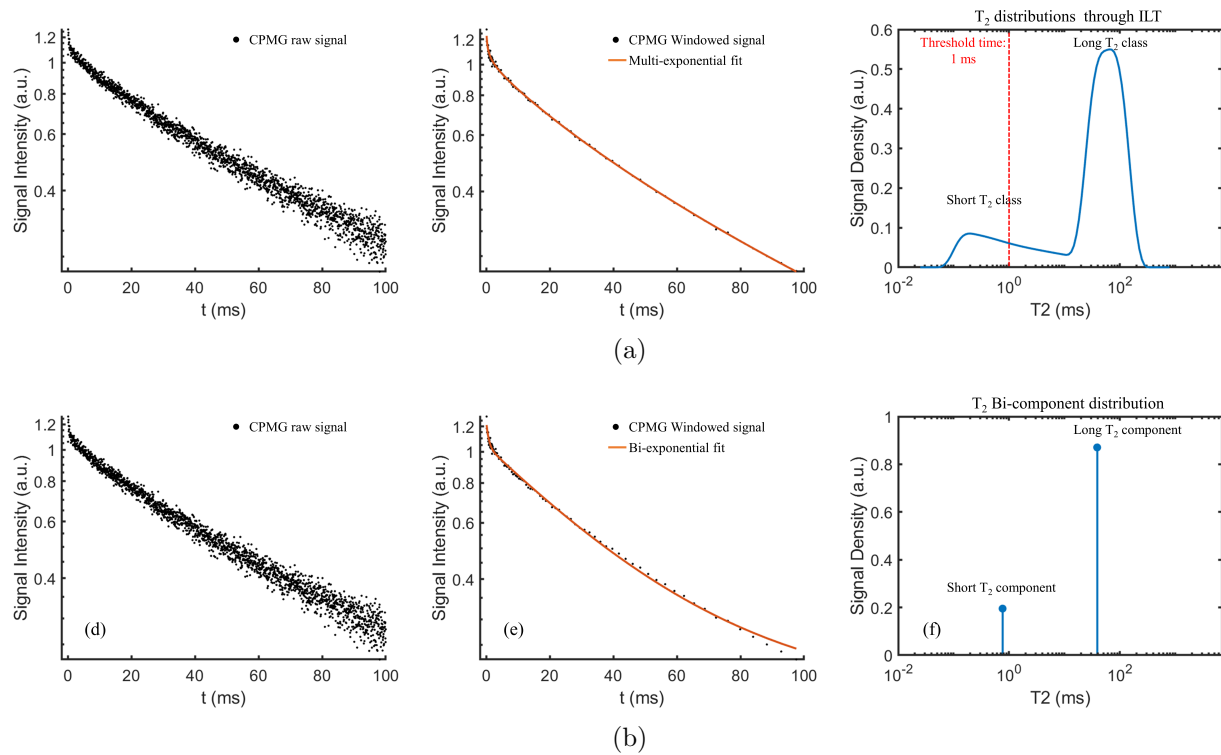 CPMG raw signal
1.2
1
0.8
0.6
0.4
Signal Intensity (a.u.)
0 20 40 60 80 100
t (ms)
CPMG Windowed signal
Multi-exponential fit
1.2
1
0.8
0.6
0.4
Signal Intensity (a.u.)
0 20 40 60 80 100
t (ms)
T₂ distributions through ILT
Threshold time:
1 ms
Long T₂ class
Short T₂ class
0.6
0.5
0.4
0.3
0.2
0.1
0
Signal Density (a.u.)
10⁻² 10⁰ 10²
T2 (ms)
(a)
CPMG raw signal
1.2
1
0.8
0.6
0.4
Signal Intensity (a.u.)
(d)
0 20 40 60 80 100
t (ms)
CPMG Windowed signal
Bi-exponential fit
1.2
1
0.8
0.6
0.4
Signal Intensity (a.u.)
(e)
0 20 40 60 80 100
t (ms)
T₂ Bi-component distribution
Long T₂ component
Short T₂ component
1
0.8
0.6
0.4
0.2
0
Signal Density (a.u.)
(f)
10⁻² 10⁰ 10²
T2 (ms)
(b)